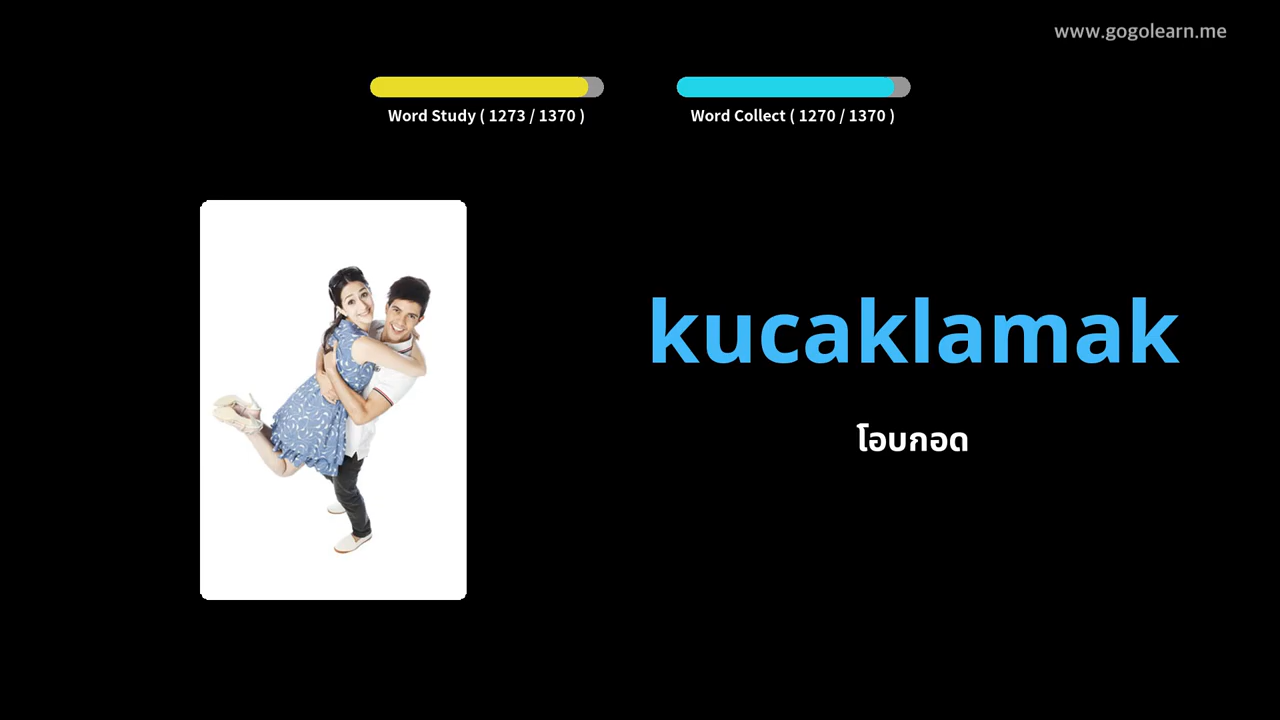 www.gogolearn.me
Word Study ( 1273 / 1370 )
Word Collect ( 1270 / 1370 )
kucaklamak
โอบกอด